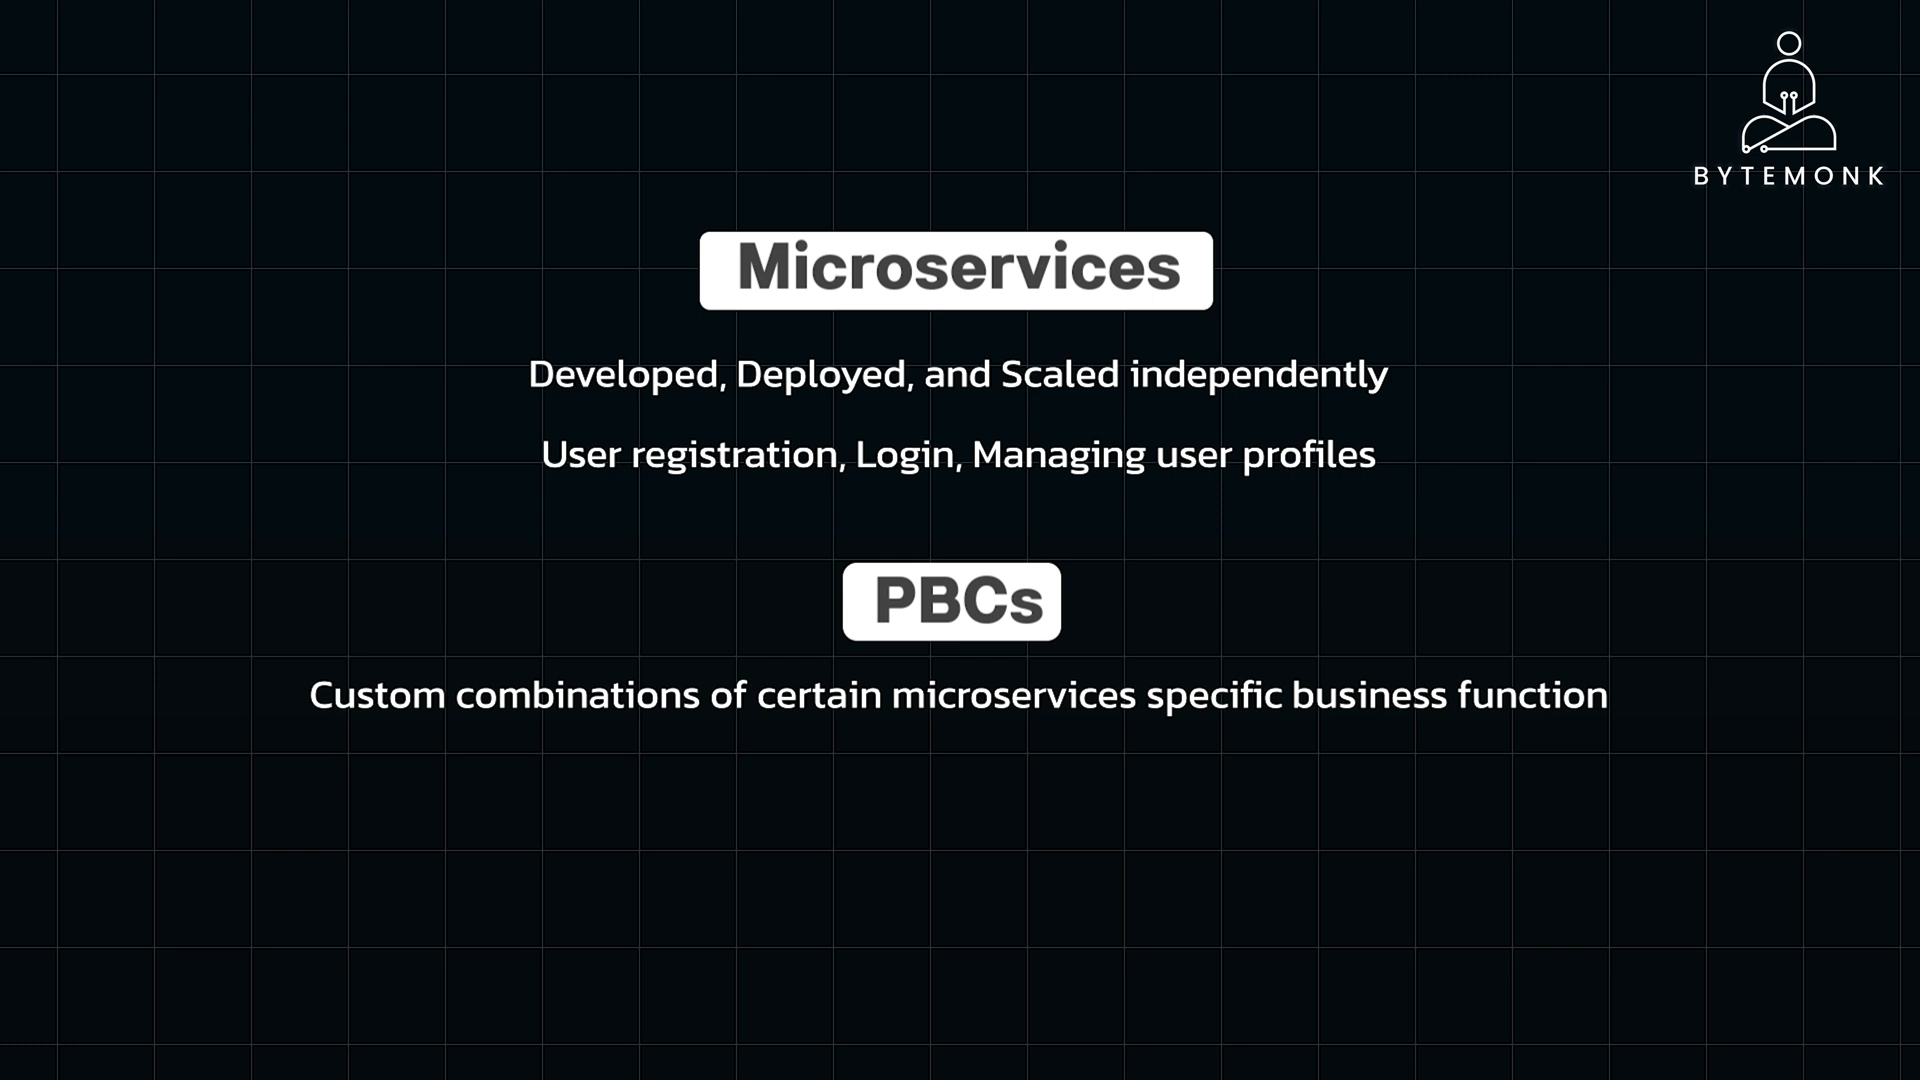 BYTEMONK
Microservices
Developed, Deployed, and Scaled independently
User registration, Login, Managing user profiles
PBCs
Custom combinations of certain microservices specific business function